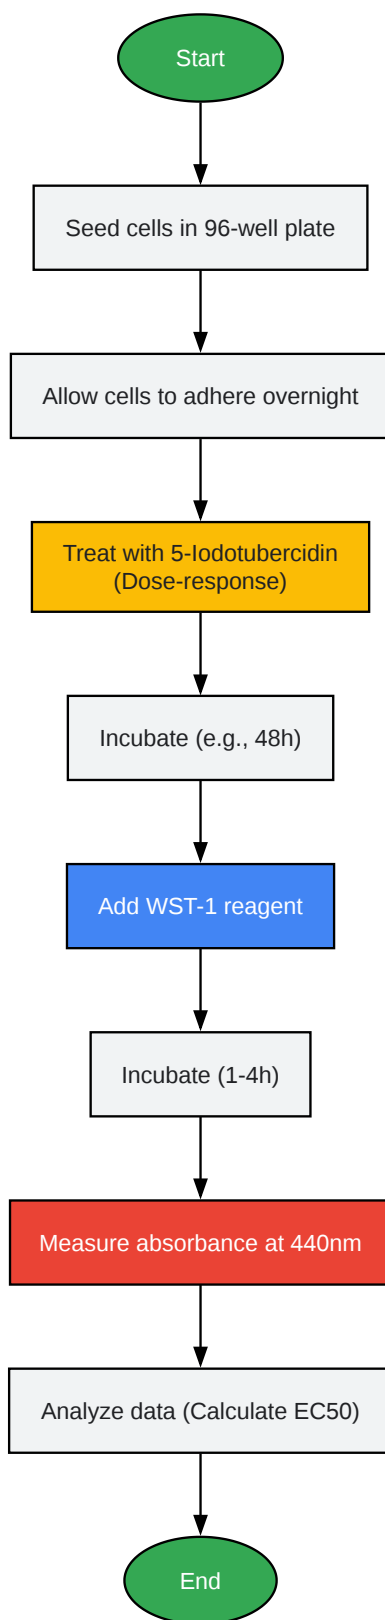 Start
Seed cells in 96-well plate
Allow cells to adhere overnight
Treat with 5-Iodotubercidin
(Dose-response)
Incubate (e.g., 48h)
Add WST-1 reagent
Incubate (1-4h)
Measure absorbance at 440nm
Analyze data (Calculate EC50)
End